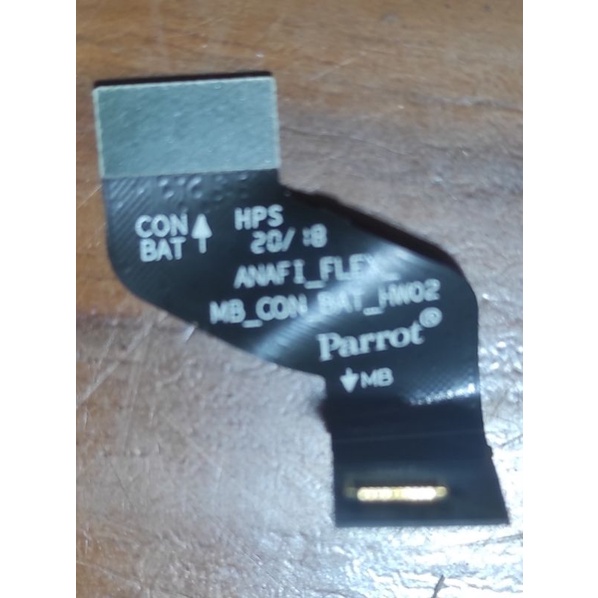 CON
BAT
HPS
20/18
ANAFI_FLEX_
MB_CON_BAT_HW02
Parrot®
MB